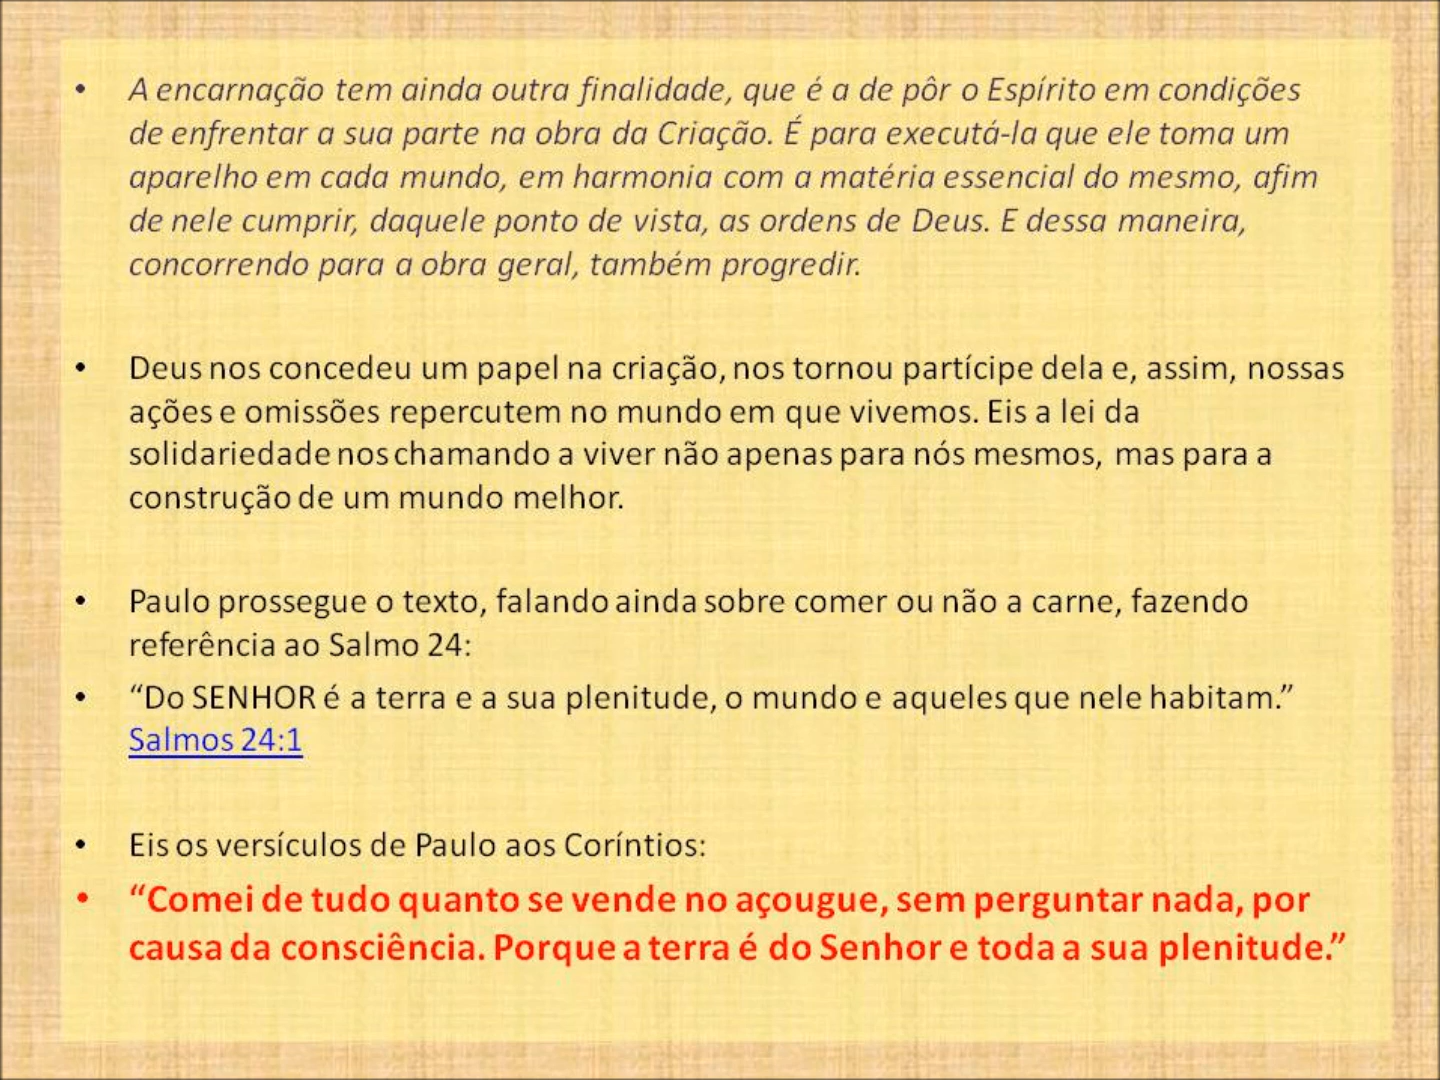 • A encarnação tem ainda outra finalidade, que é a de pôr o Espírito em condições
de enfrentar a sua parte na obra da Criação. É para executá-la que ele toma um
aparelho em cada mundo, em harmonia com a matéria essencial do mesmo, afim
de nele cumprir, daquele ponto de vista, as ordens de Deus. E dessa maneira,
concorrendo para a obra geral, também progredir.
• Deus nos concedeu um papel na criação, nos tornou partícipe dela e, assim, nossas
ações e omissões repercutem no mundo em que vivemos. Eis a lei da
solidariedade nos chamando a viver não apenas para nós mesmos, mas para a
construção de um mundo melhor.
• Paulo prossegue o texto, falando ainda sobre comer ou não a carne, fazendo
referência ao Salmo 24:
• “Do SENHOR é a terra e a sua plenitude, o mundo e aqueles que nele habitam.”
Salmos 24:1
• Eis os versículos de Paulo aos Coríntios:
• “Comei de tudo quanto se vende no açougue, sem perguntar nada, por
causa da consciência. Porque a terra é do Senhor e toda a sua plenitude.”